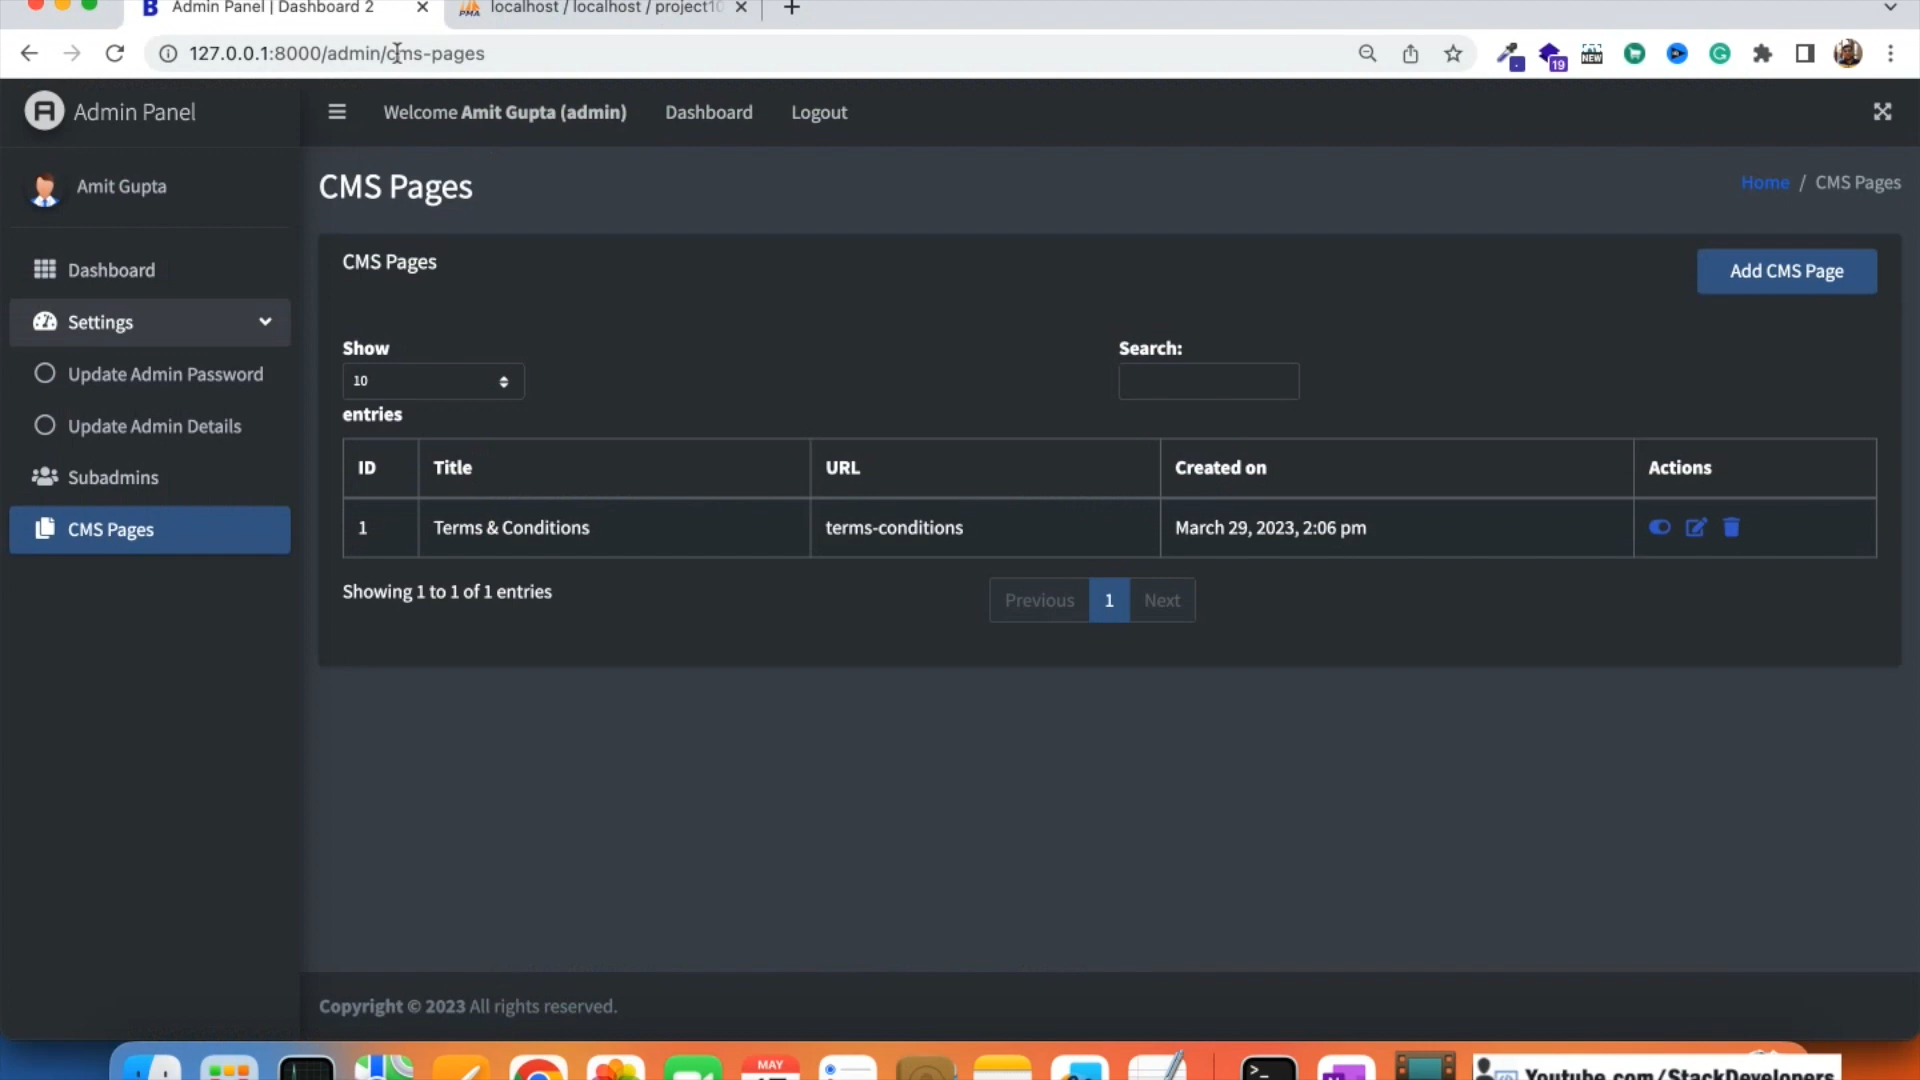 Admin Panel | Dashboard 2
localhost / localhost / project10
127.0.0.1:8000/admin/cms-pages
19
NEW
Admin Panel
Welcome Amit Gupta (admin)
Dashboard
Logout
Amit Gupta
CMS Pages
Home / CMS Pages
Dashboard
Settings
Update Admin Password
Update Admin Details
Subadmins
CMS Pages
CMS Pages
Add CMS Page
Show
10
entries
Search:
ID Title URL Created on Actions
1 Terms & Conditions terms-conditions March 29, 2023, 2:06 pm
Showing 1 to 1 of 1 entries
Previous 1 Next
Copyright © 2023 All rights reserved.
MAY
Youtube.com/StackDevelopers